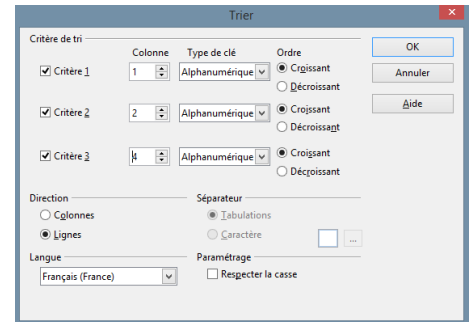 Trier
Critère de tri
Colonne Type de clé Ordre
Critère 1 1 Alphanumérique Croissant
Décroissant
Critère 2 2 Alphanumérique Croissant
Décroissant
Critère 3 4 Alphanumérique Croissant
Décroissant
OK
Annuler
Aide
Direction
Colonnes
Lignes
Séparateur
Tabulations
Caractère
...
Langue
Français (France)
Paramétrage
Respecter la casse